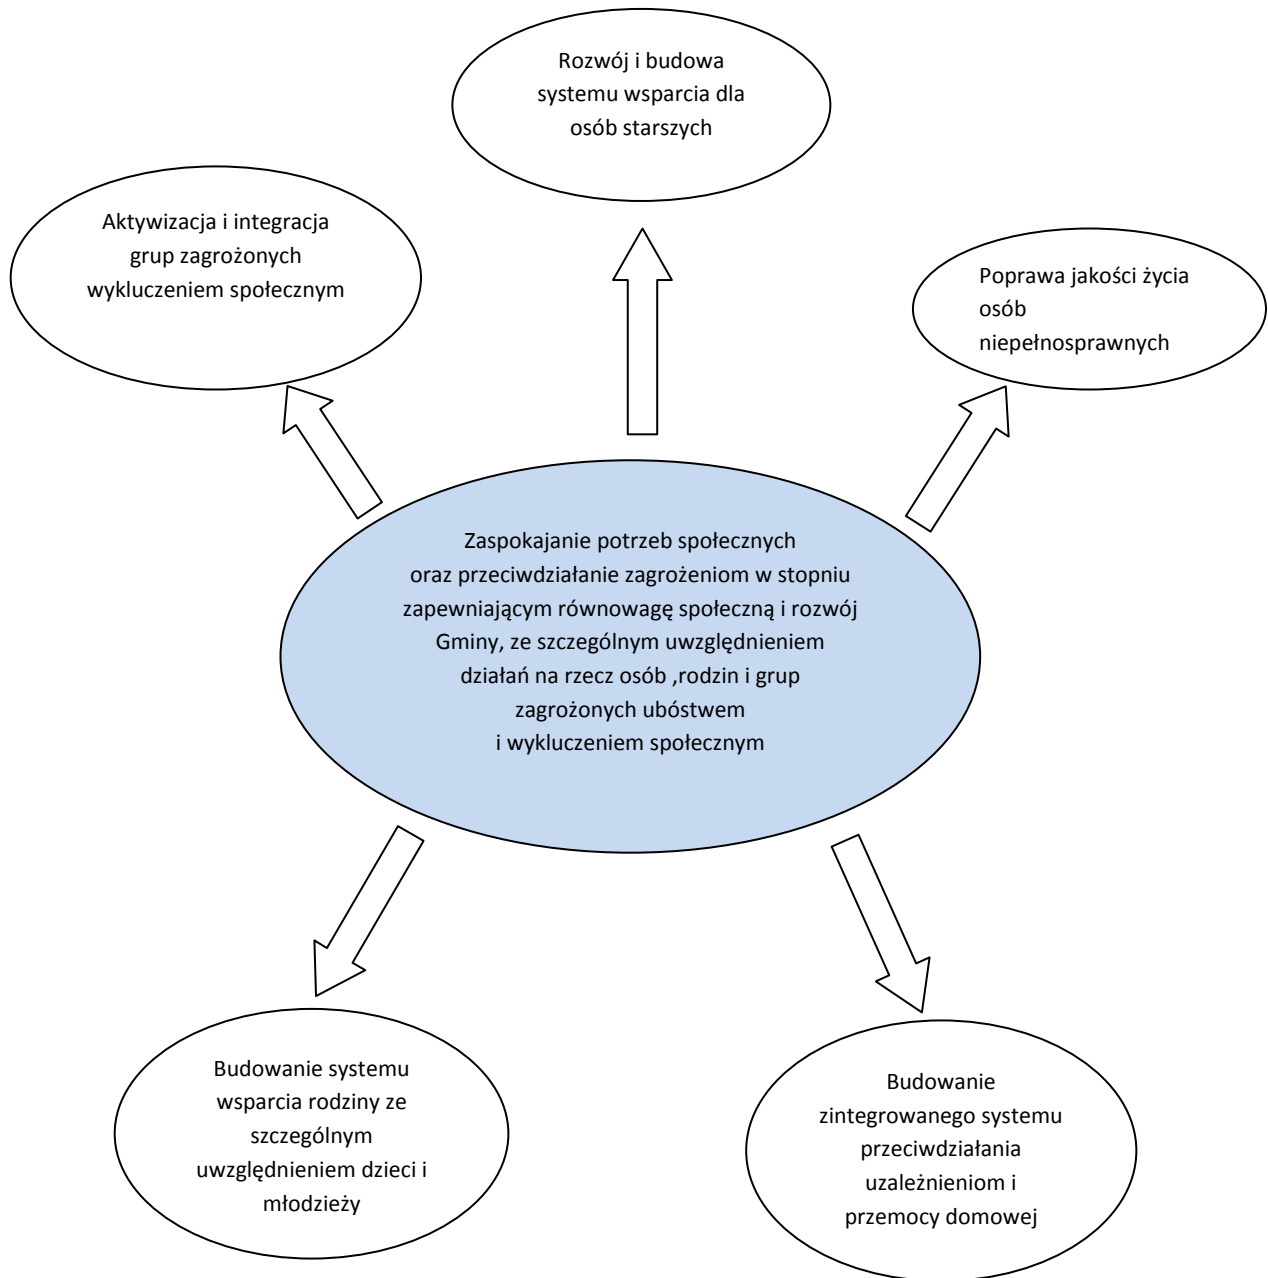 Rozwój i budowa
systemu wsparcia dla
osób starszych
Aktywizacja i integracja
grup zagrożonych
wykluczeniem społecznym
Poprawa jakości życia
osób
niepełnosprawnych
Zaspokajanie potrzeb społecznych
oraz przeciwdziałanie zagrożeniom w stopniu
zapewniającym równowagę społeczną i rozwój
Gminy, ze szczególnym uwzględnieniem
działań na rzecz osób ,rodzin i grup
zagrożonych ubóstwem
i wykluczeniem społecznym
Budowanie systemu
wsparcia rodziny ze
szczególnym
uwzględnieniem dzieci i
młodzieży
Budowanie
zintegrowanego systemu
przeciwdziałania
uzależnieniom i
przemocy domowej